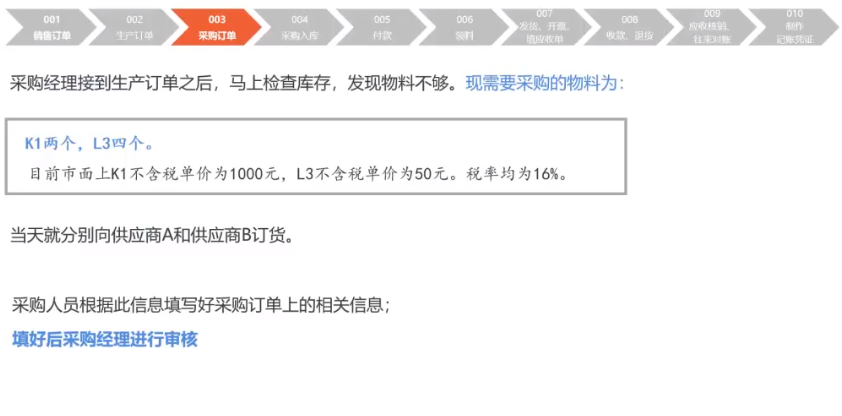 001
销售订单
002
生产订单
003
采购订单
004
采购入库
005
付款
006
领料
007
发货、开票、
现应收单
008
收款、退货
009
应收核销、
往来对账
010
制作
记账凭证
采购经理接到生产订单之后，马上检查库存，发现物料不够。现需要采购的物料为：
K1两个，L3四个。
目前市面上K1不含税单价为1000元，L3不含税单价为50元。税率均为16%。
当天就分别向供应商A和供应商B订货。
采购人员根据此信息填写好采购订单上的相关信息；
填好后采购经理进行审核